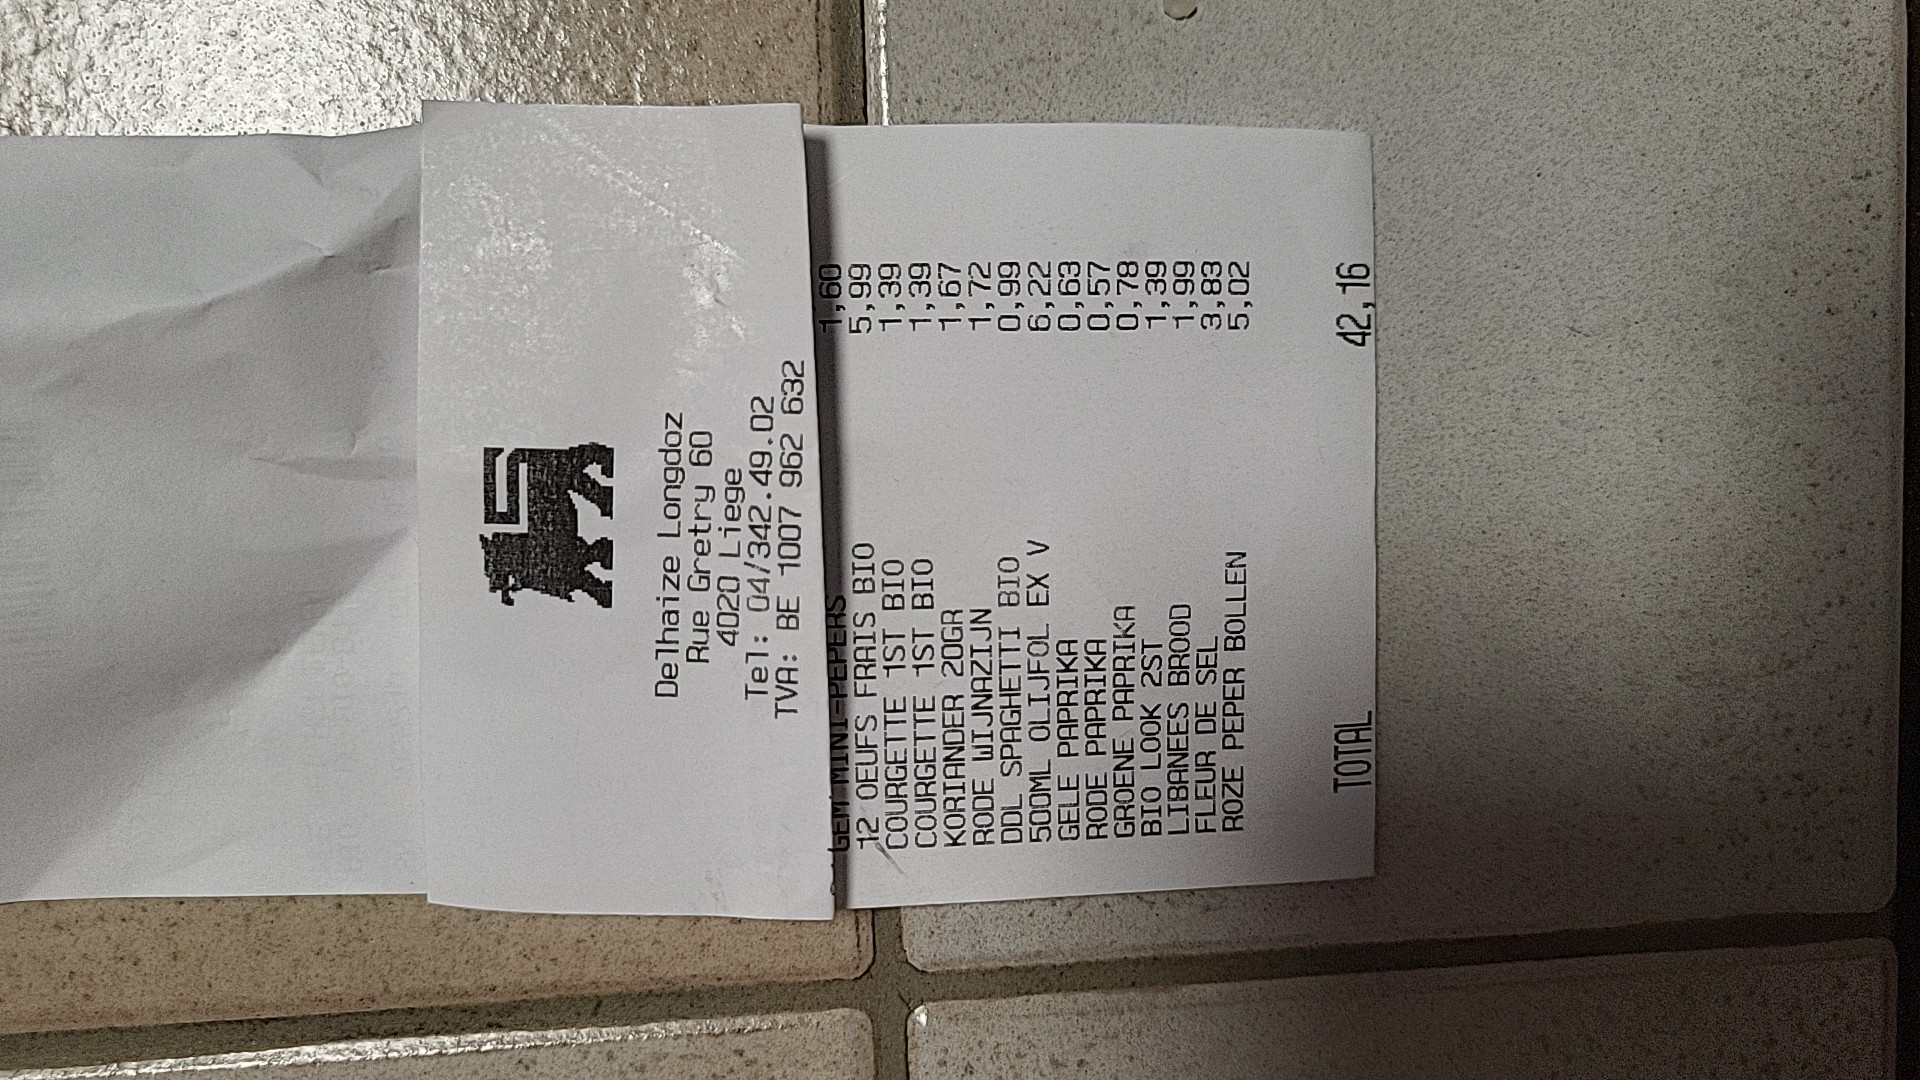 Delhaize Longdoz
Rue Gretry 60
4020 Liege
Tel: 04/342.49.02
TVA: BE 1007 962 632
GEM MINI-PEPERS 1,60
12 OEUFS FRAIS BIO 5,99
COURGETTE 1ST BIO 1,39
COURGETTE 1ST BIO 1,39
KORIANDER 20GR 1,67
RODE WIJNAZIJN 1,72
DDL SPAGHETTI BIO 0,99
500ML OLIJFOL EX V 6,22
GELE PAPRIKA 0,63
RODE PAPRIKA 0,57
GROENE PAPRIKA 0,78
BIO LOOK 2ST 1,39
LIBANEES BROOD 1,99
FLEUR DE SEL 3,83
ROZE PEPER BOLLEN 5,02
TOTAL 42,16